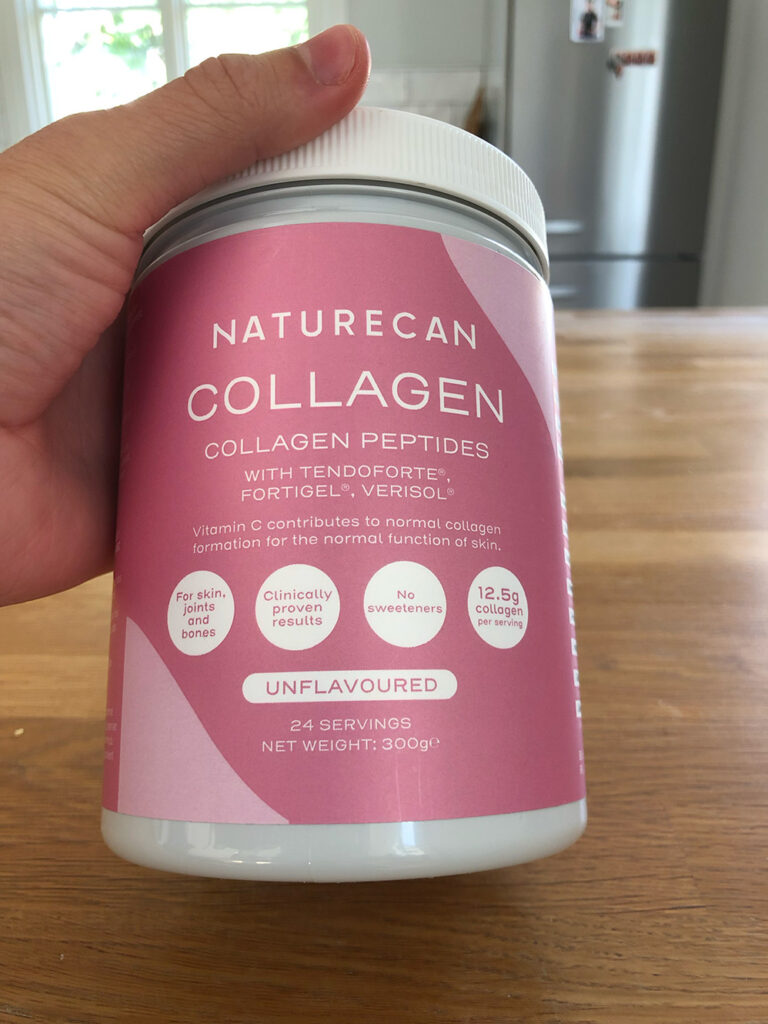 NATURECAN
COLLAGEN
COLLAGEN PEPTIDES
WITH TENDOFORTE®,
FORTIGEL®, VERISOL®
Vitamin C contributes to normal collagen
formation for the normal function of skin.
For skin,
joints
and
bones
Clinically
proven
results
No
sweeteners
12.5g
collagen
per serving
UNFLAVOURED
24 SERVINGS
NET WEIGHT: 300g℮